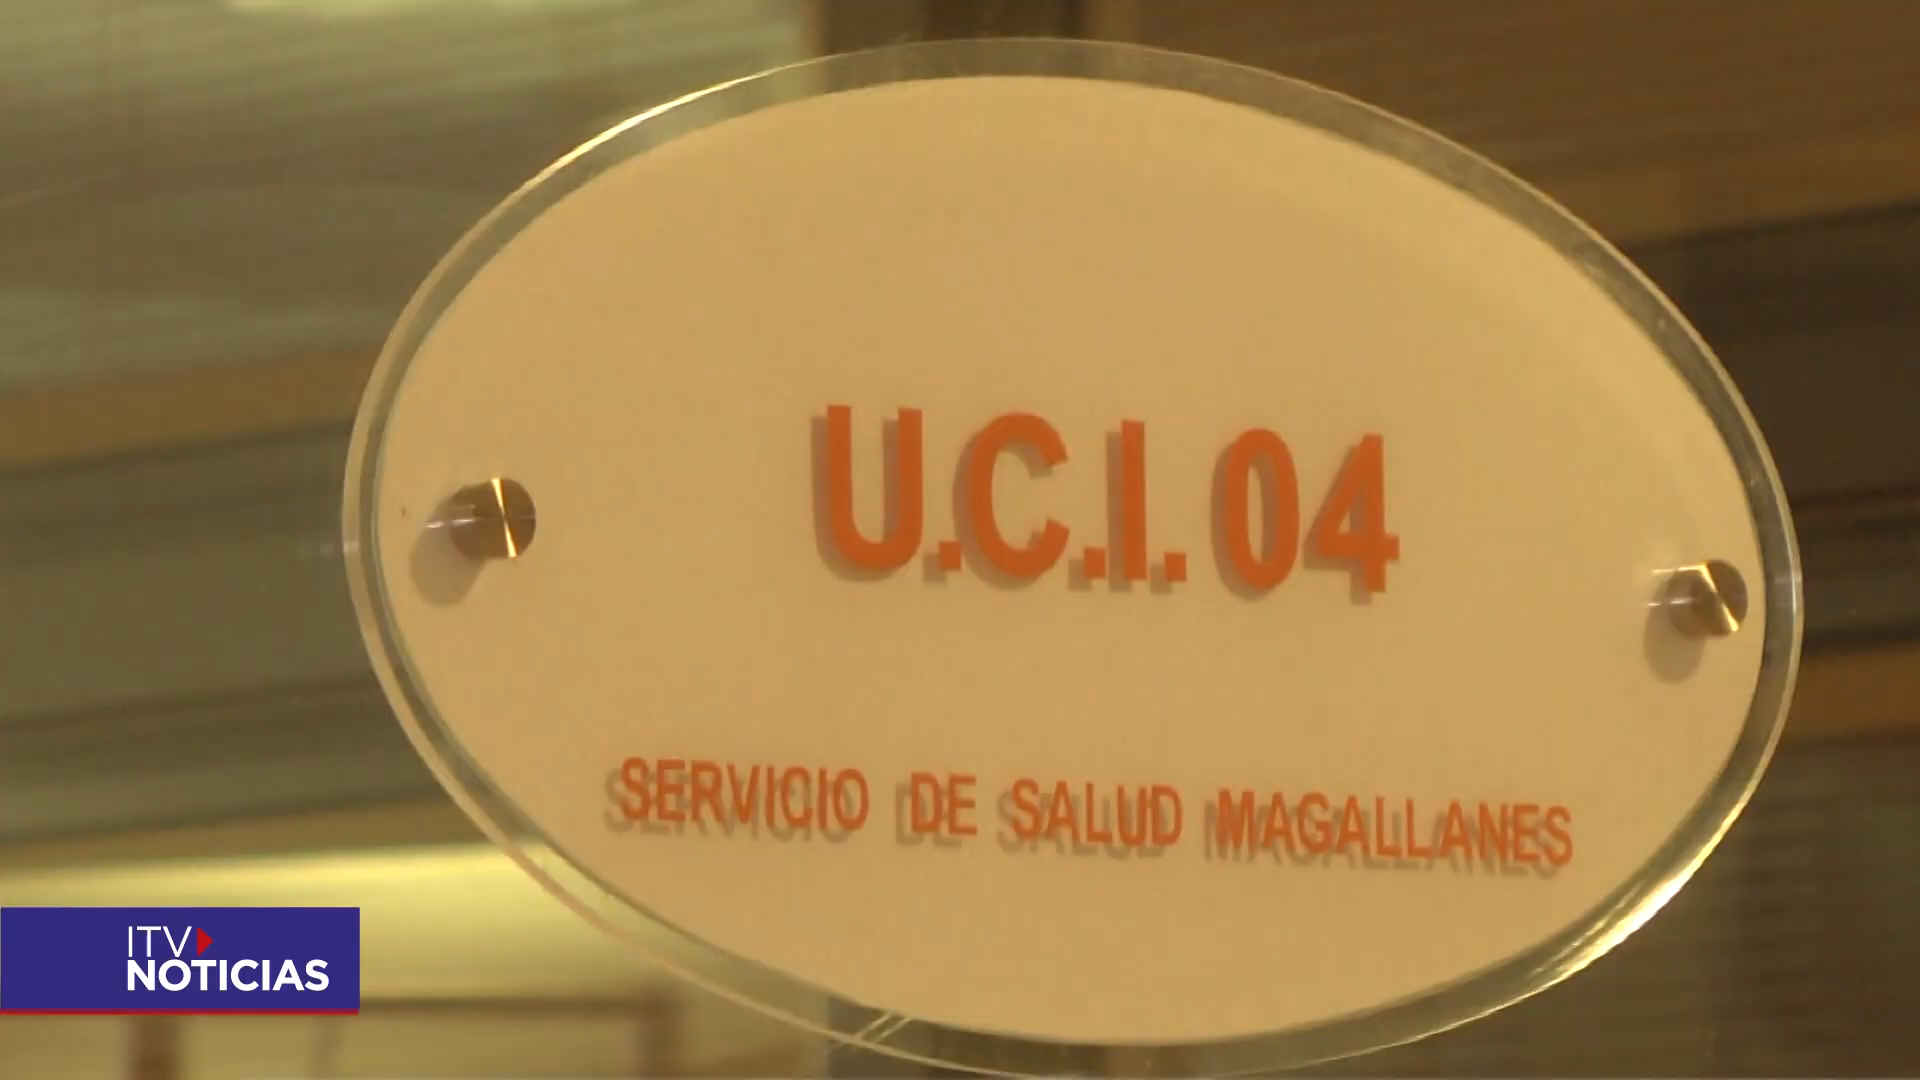 U.C.I. 04
SERVICIO DE SALUD MAGALLANES
ITV
NOTICIAS